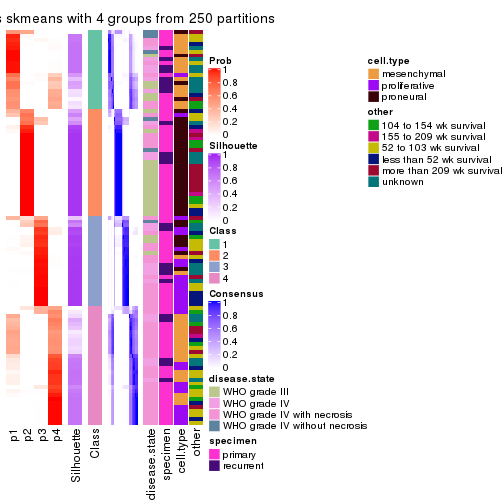 s skmeans with 4 groups from 250 partitions
Prob
1
0.8
0.6
0.4
0.2
0
Silhouette
1
0.8
0.6
0.4
0.2
0
Class
1
2
3
4
Consensus
1
0.8
0.6
0.4
0.2
0
disease.state
WHO grade III
WHO grade IV
WHO grade IV with necrosis
WHO grade IV without necrosis
specimen
primary
recurrent
cell.type
mesenchymal
proliferative
proneural
other
104 to 154 wk survival
155 to 209 wk survival
52 to 103 wk survival
less than 52 wk survival
more than 209 wk survival
unknown
p1
p2
p3
p4
Silhouette
Class
disease.state
specimen
cell.type
other